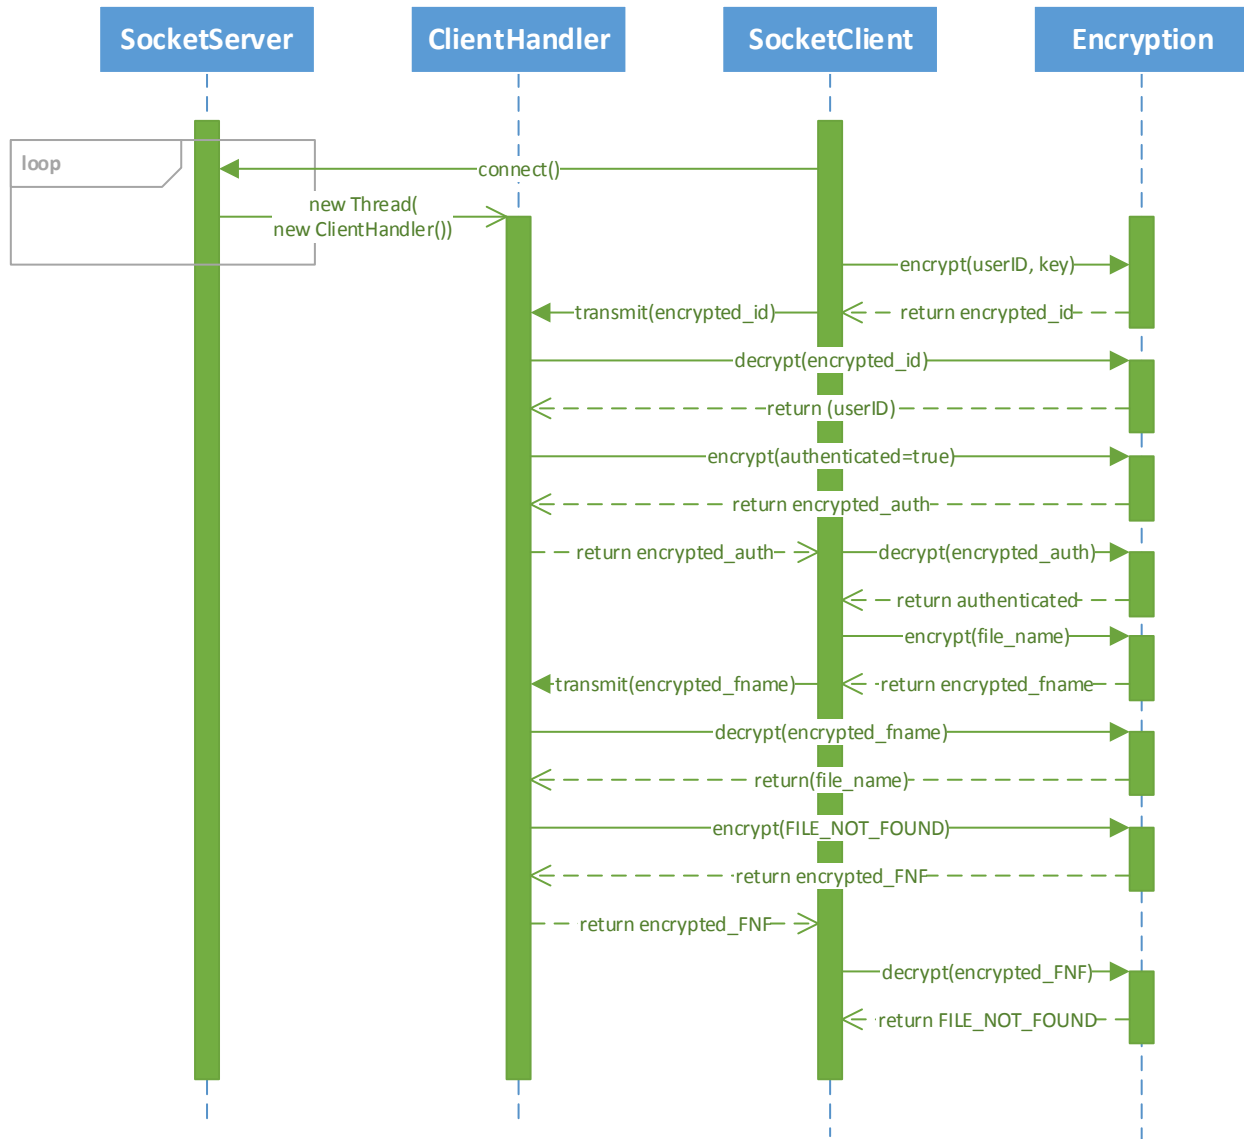 SocketServer
ClientHandler
SocketClient
Encryption
loop
connect()
new Thread(
new ClientHandler())
encrypt(userID, key)
transmit(encrypted_id)
return encrypted_id
decrypt(encrypted_id)
return (userID)
encrypt(authenticated=true)
return encrypted_auth
return encrypted_auth
decrypt(encrypted_auth)
return authenticated
encrypt(file_name)
transmit(encrypted_fname)
return encrypted_fname
decrypt(encrypted_fname)
return(file_name)
encrypt(FILE_NOT_FOUND)
return encrypted_FNF
return encrypted_FNF
decrypt(encrypted_FNF)
return FILE_NOT_FOUND